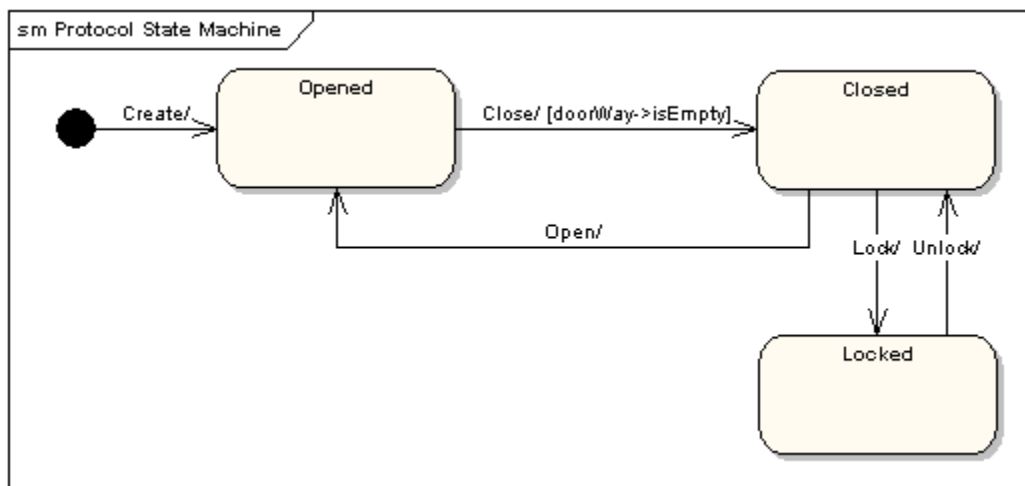 sm Protocol State Machine
Opened
Closed
Create/
Close/ [doorWay->isEmpty]
Open/
Lock/
Unlock/
Locked